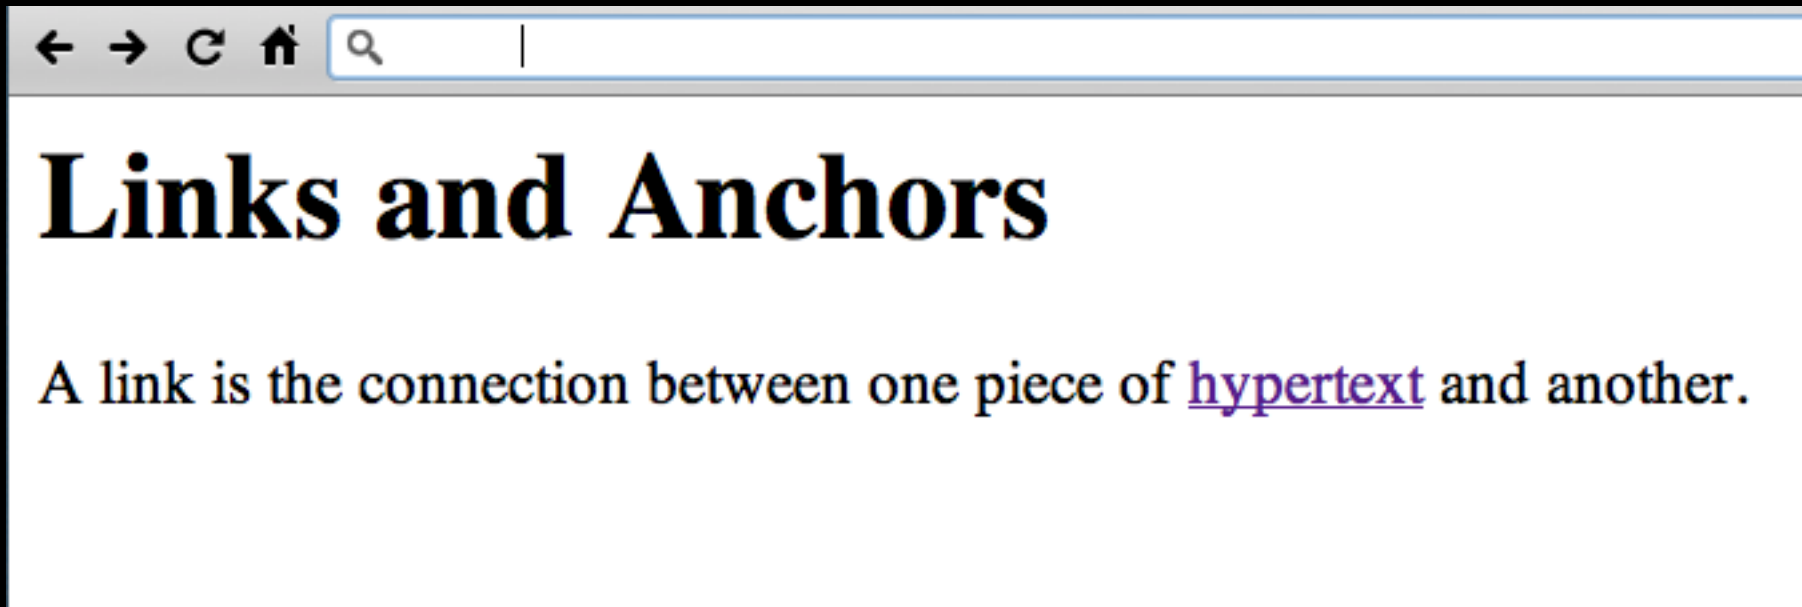 Links and Anchors
A link is the connection between one piece of hypertext and another.